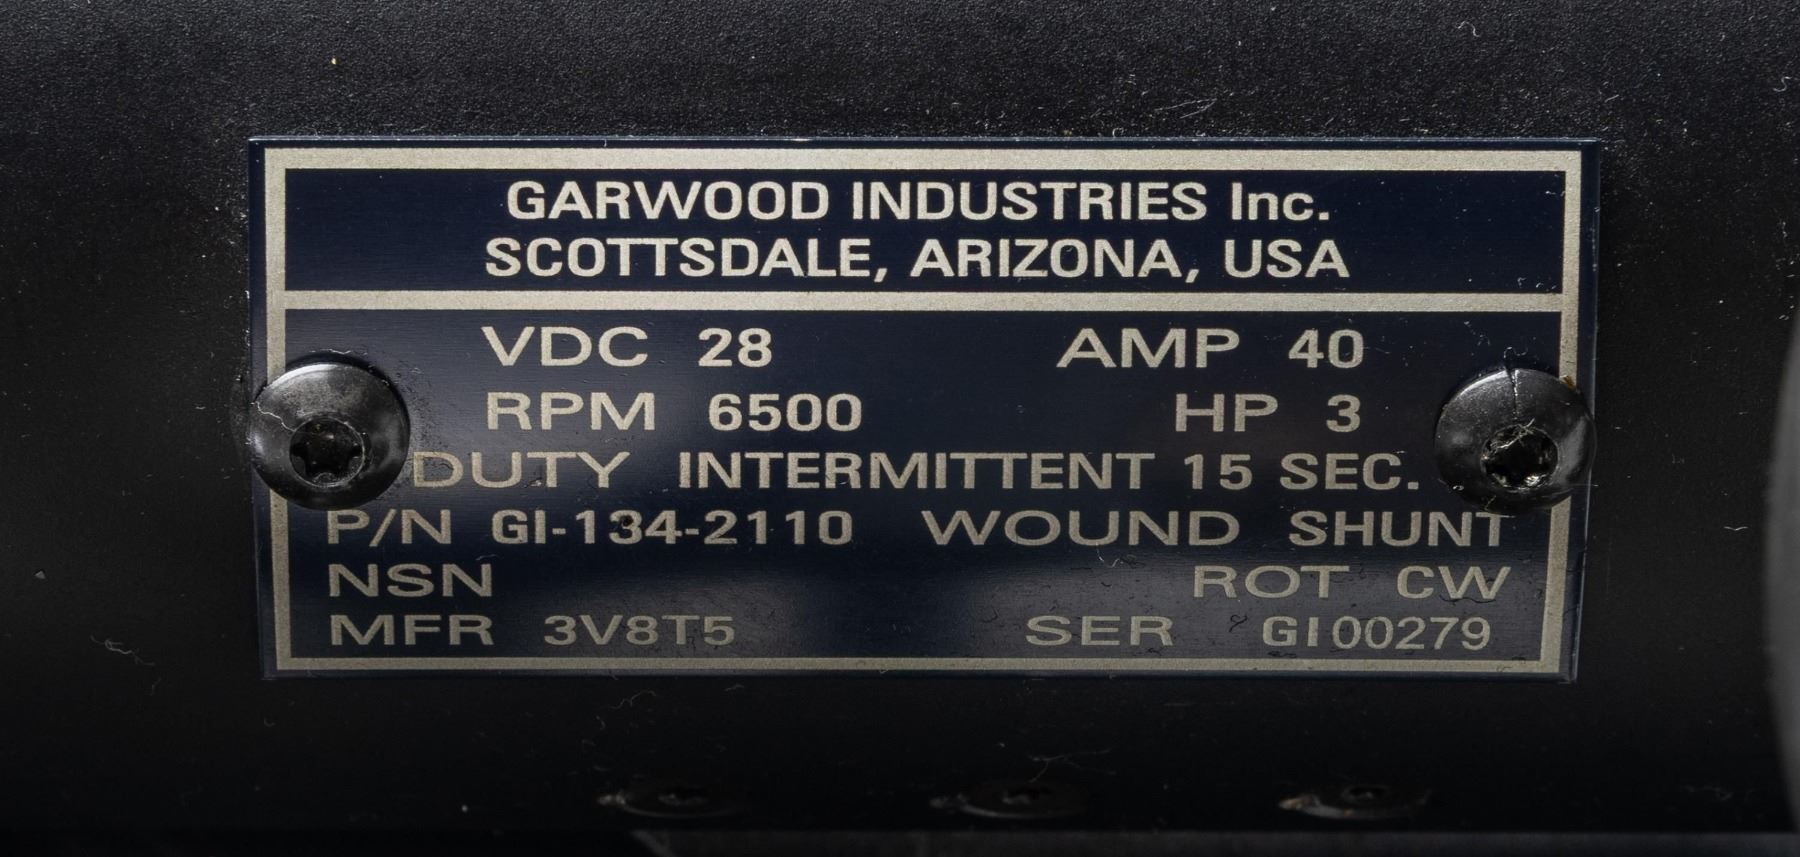 GARWOOD INDUSTRIES Inc.
SCOTTSDALE, ARIZONA, USA
VDC 28 AMP 40
RPM 6500 HP 3
DUTY INTERMITTENT 15 SEC.
P/N GI-134-2110 WOUND SHUNT
NSN ROT CW
MFR 3V8T5 SER GI00279